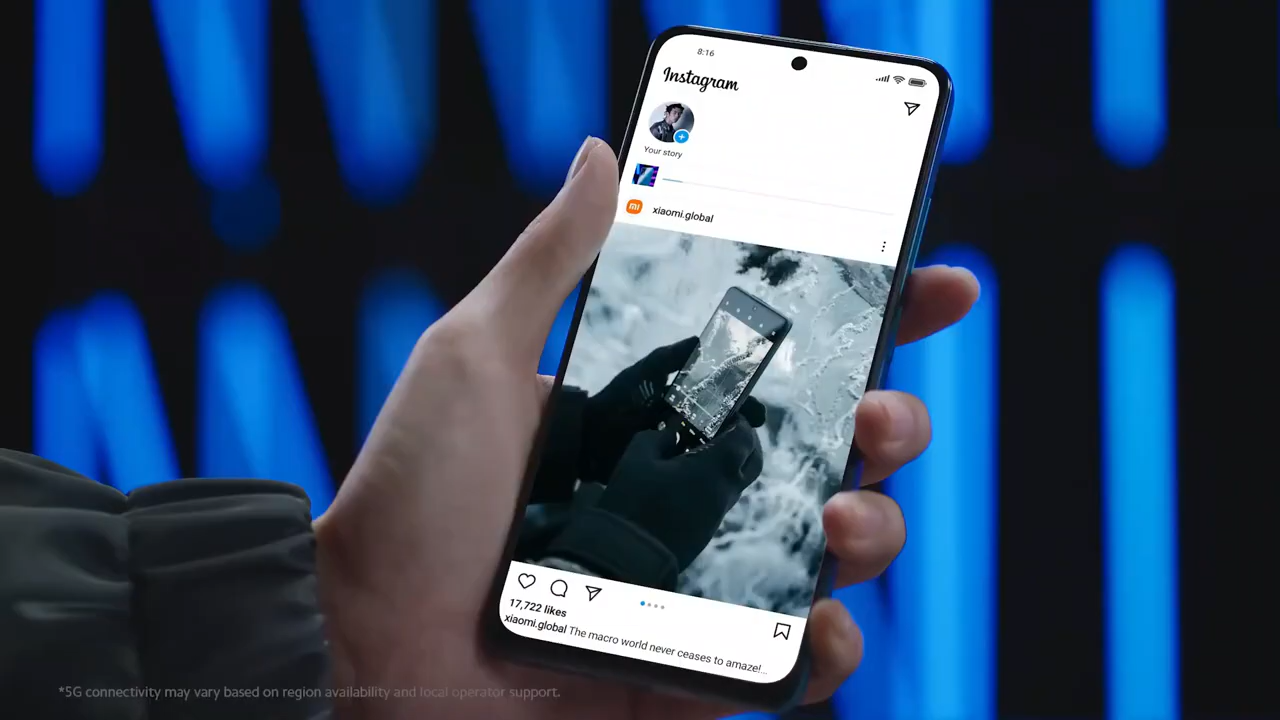 8:16
Instagram
Your story
mi
xiaomi.global
17,722 likes
xiaomi.global The macro world never ceases to amaze!...
*5G connectivity may vary based on region availability and local operator support.